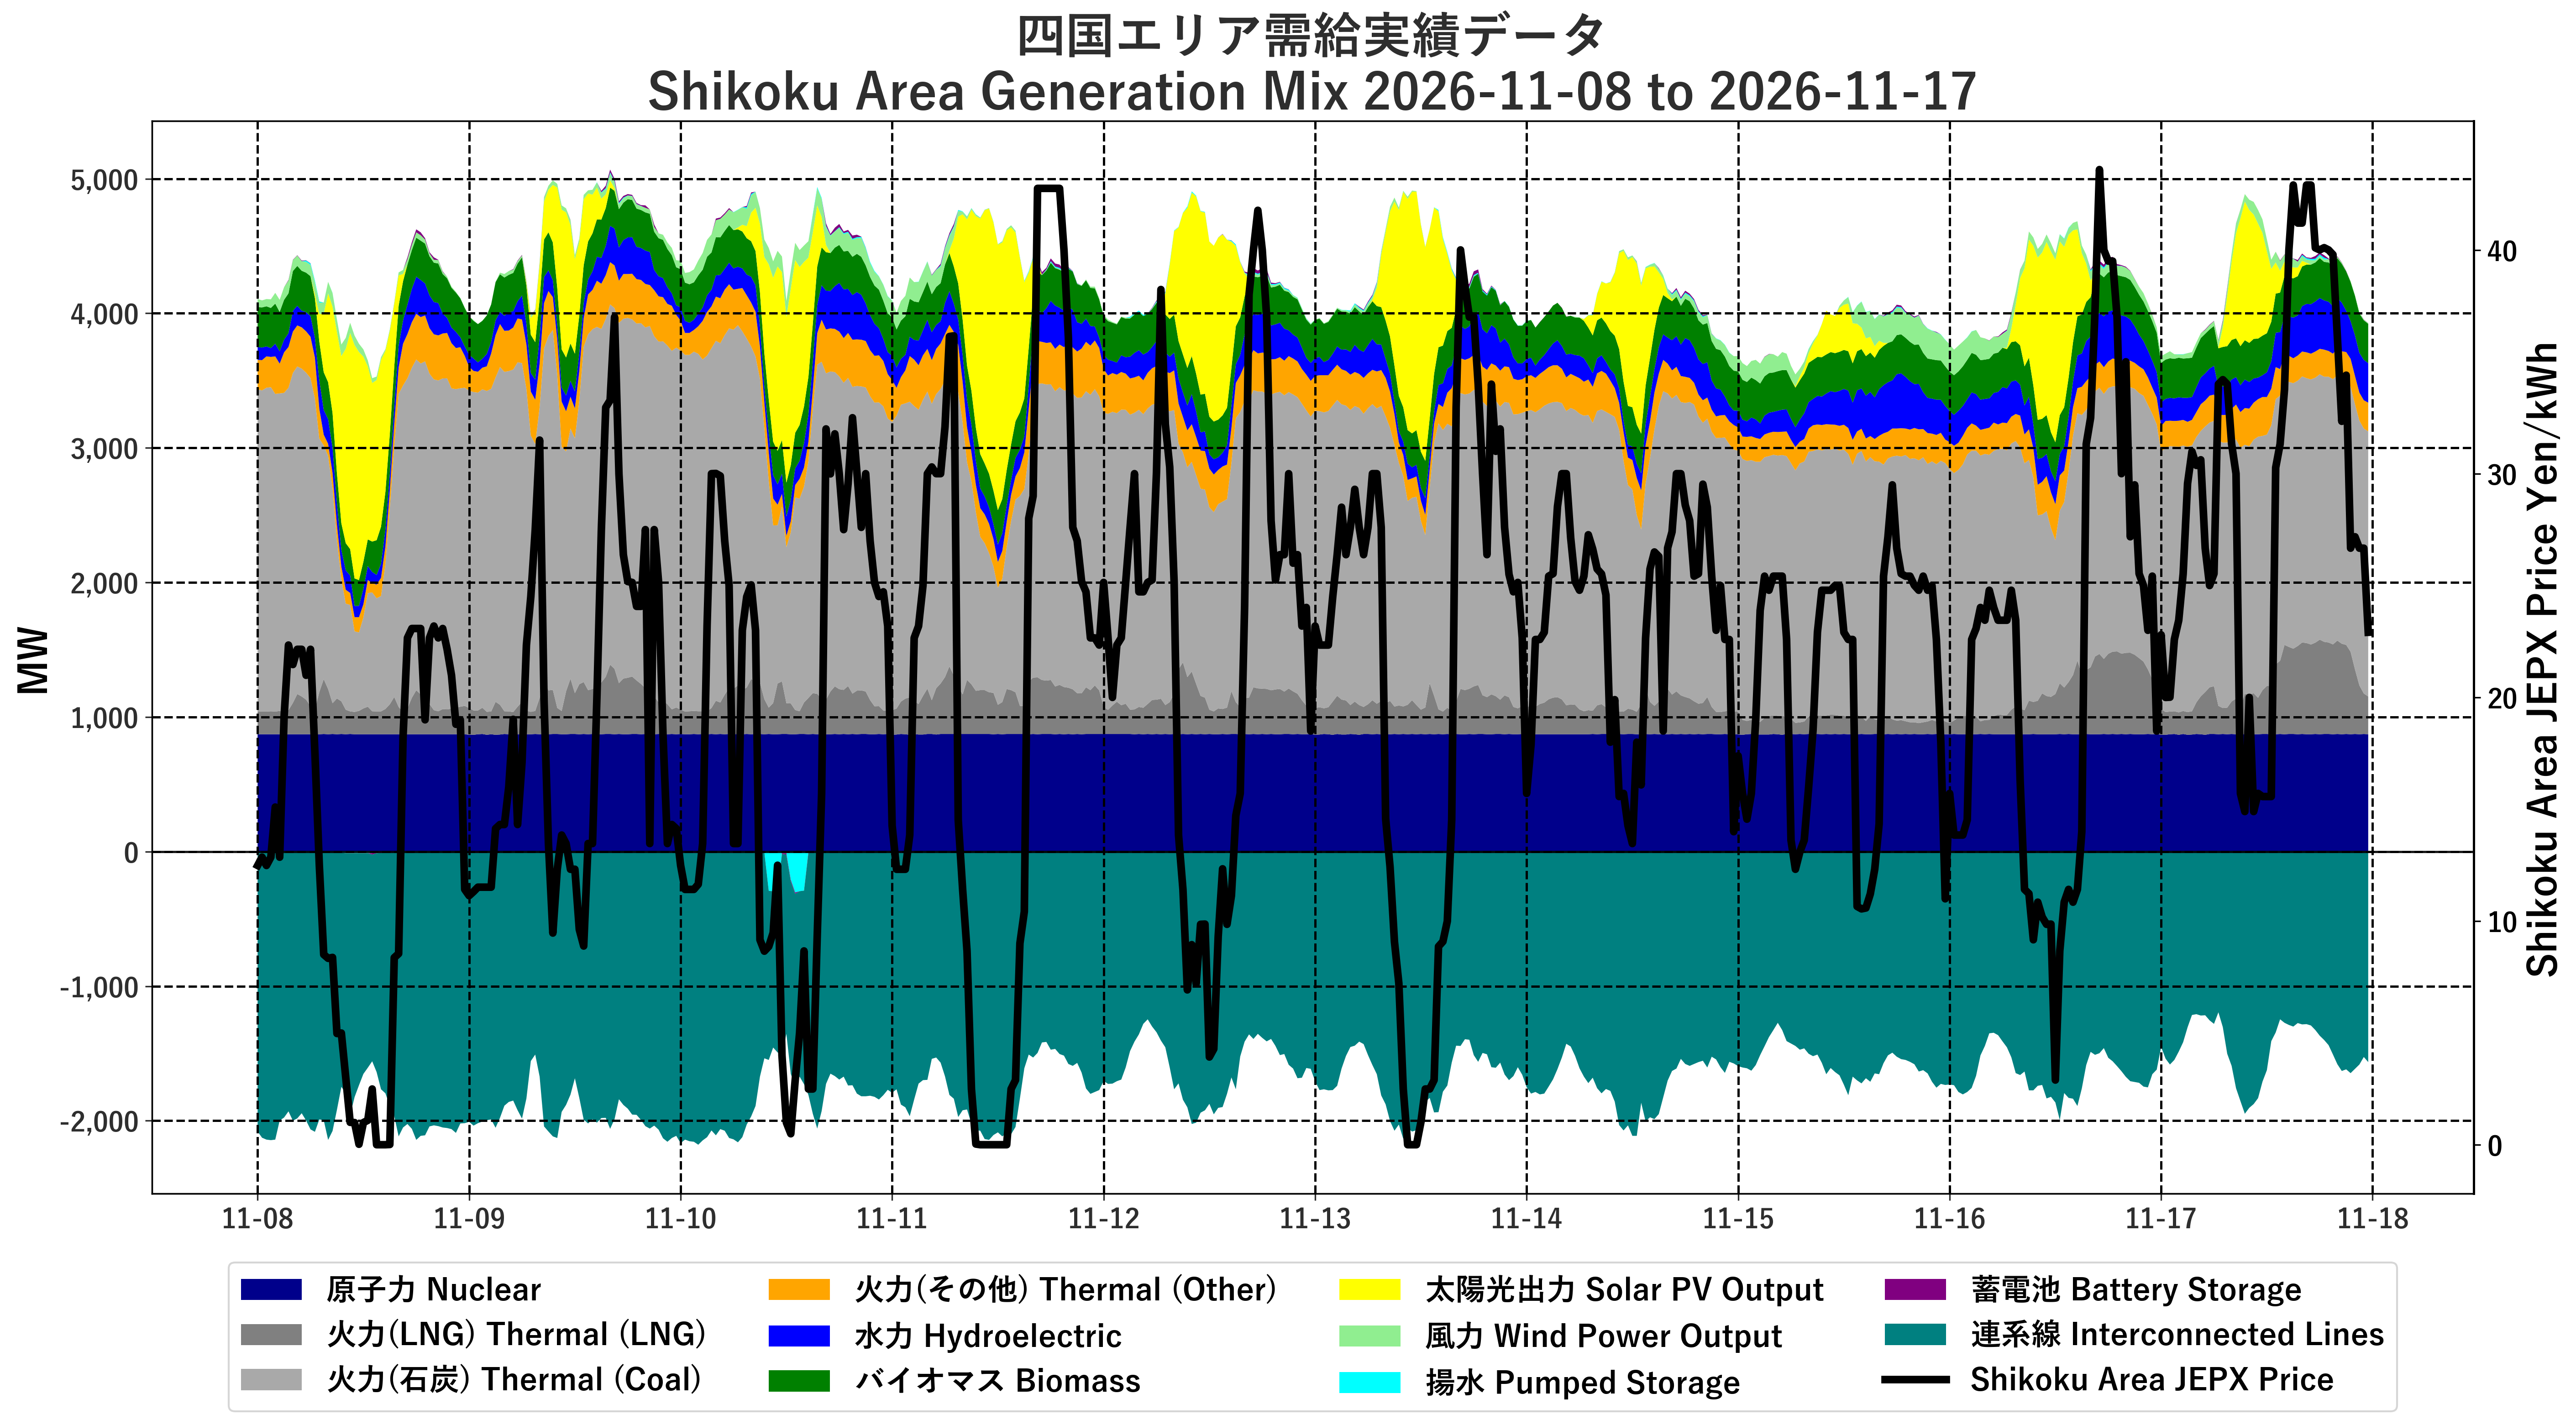 四国エリア需給実績データ
Shikoku Area Generation Mix 2026-11-08 to 2026-11-17
5,000
4,000
3,000
2,000
1,000
0
-1,000
-2,000
MW
40
30
20
10
0
Shikoku Area JEPX Price Yen/kWh
11-08 11-09 11-10 11-11 11-12 11-13 11-14 11-15 11-16 11-17 11-18
原子力 Nuclear
火力(LNG) Thermal (LNG)
火力(石炭) Thermal (Coal)
火力(その他) Thermal (Other)
水力 Hydroelectric
バイオマス Biomass
太陽光出力 Solar PV Output
風力 Wind Power Output
揚水 Pumped Storage
蓄電池 Battery Storage
連系線 Interconnected Lines
Shikoku Area JEPX Price